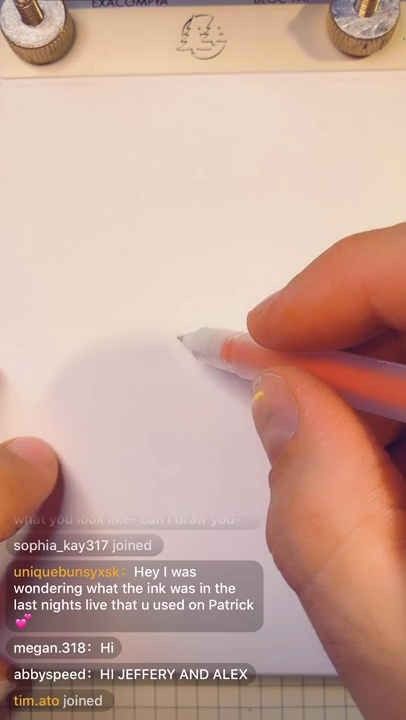 EXACOMPTA
what you look like- can I draw you-
sophia_kay317 joined
uniquebunsyxsk: Hey I was
wondering what the ink was in the
last nights live that u used on Patrick
💕
megan.318: Hi
abbyspeed: HI JEFFERY AND ALEX
tim.ato joined